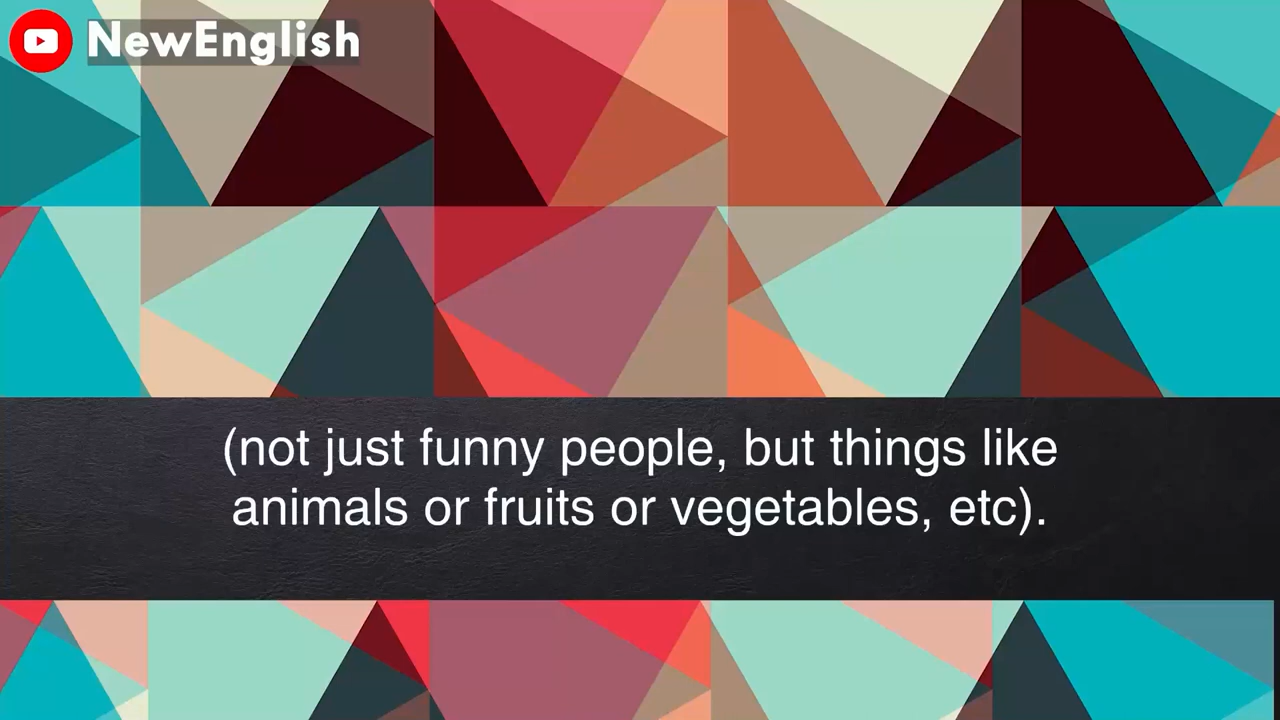 NewEnglish
(not just funny people, but things like
animals or fruits or vegetables, etc).